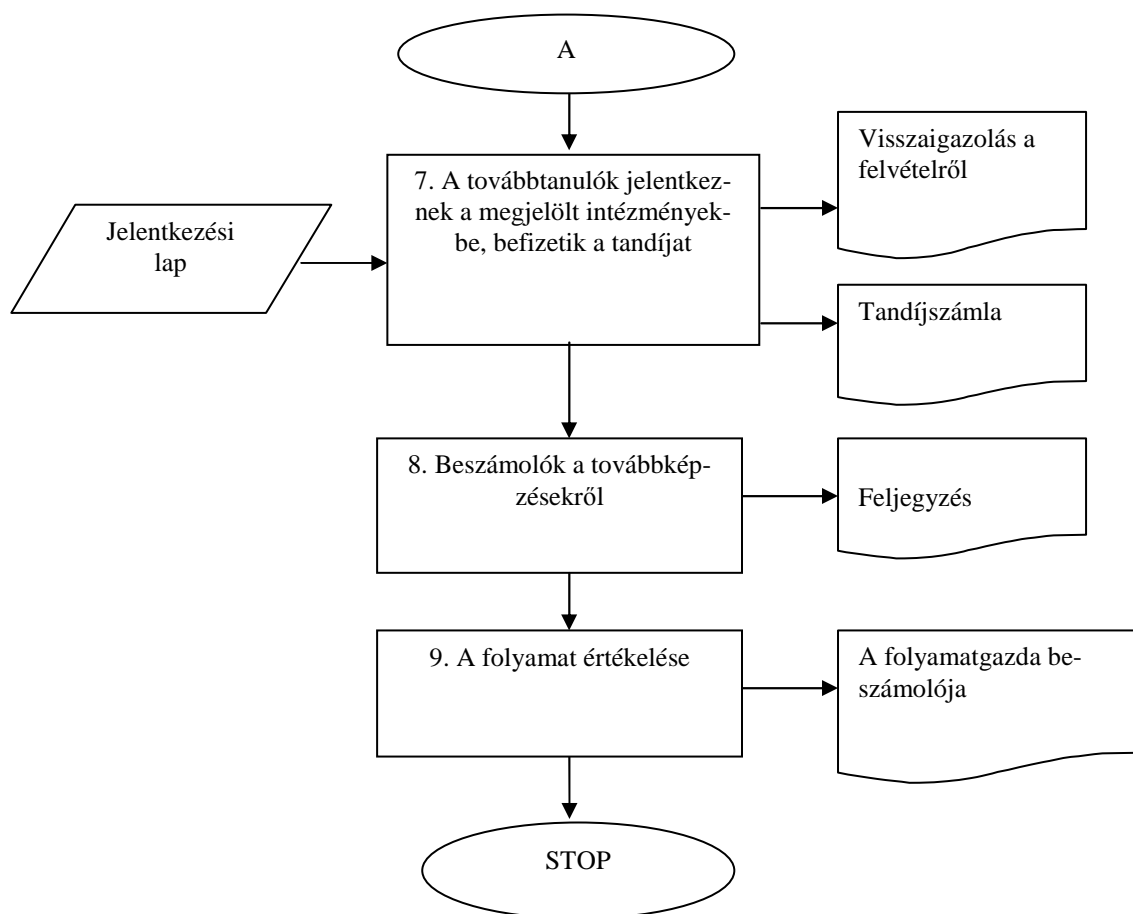 A
Visszaigazolás a
felvételről
7. A továbbtanulók jelentkez-
nek a megjelölt intézmények-
be, befizetik a tandíjat
Jelentkezési
lap
Tandíjszámla
8. Beszámolók a továbbkép-
zésekről
Feljegyzés
9. A folyamat értékelése
A folyamatgazda be-
számolója
STOP